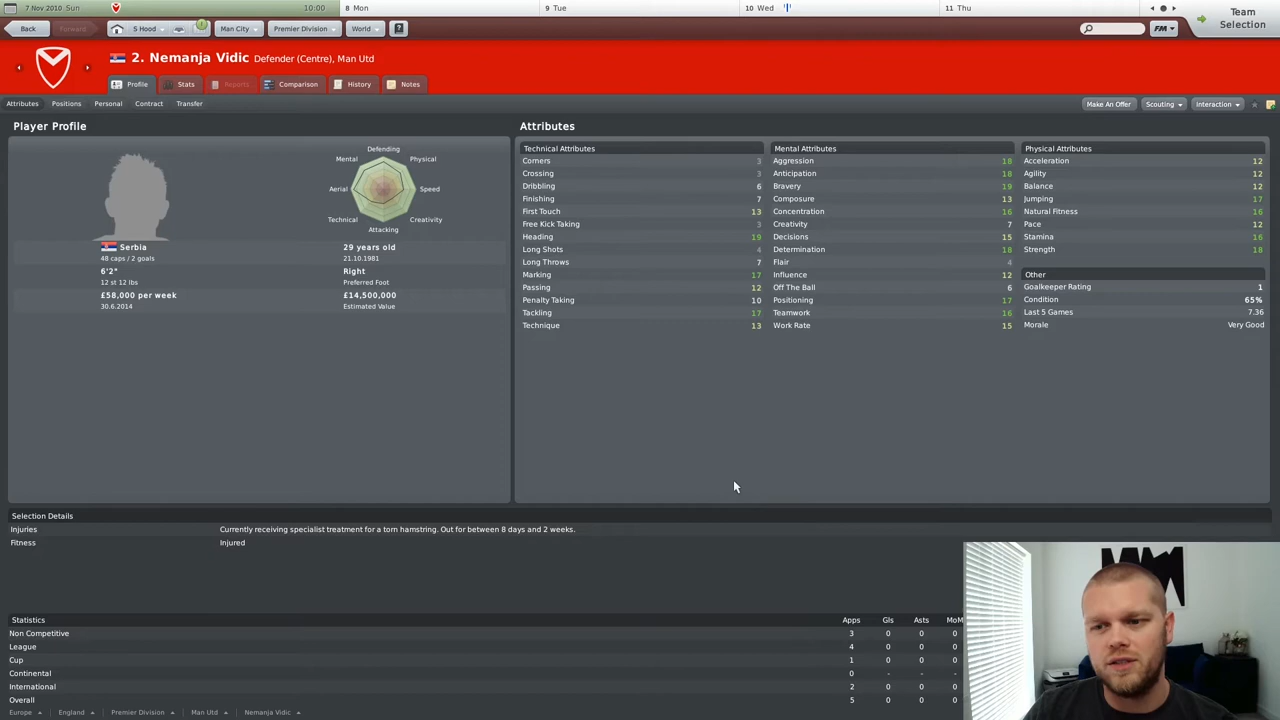 7 Nov 2010 Sun 10:00 8 Mon 9 Tue 10 Wed 11 Thu
Back Forward S Hood Man City Premier Division World ? FM Team Selection
2. Nemanja Vidic Defender (Centre), Man Utd
Profile Stats Reports Comparison History Notes
Attributes Positions Personal Contract Transfer Make An Offer Scouting Interaction
Player Profile
Defending
Mental Physical
Aerial Speed
Technical Creativity
Attacking
Serbia 29 years old
48 caps / 2 goals 21.10.1981
6'2" Right
12 st 12 lbs Preferred Foot
£58,000 per week £14,500,000
30.6.2014 Estimated Value
Attributes
Technical Attributes
Corners 3
Crossing 3
Dribbling 6
Finishing 7
First Touch 13
Free Kick Taking 3
Heading 19
Long Shots 4
Long Throws 7
Marking 17
Passing 12
Penalty Taking 10
Tackling 17
Technique 13
Mental Attributes
Aggression 18
Anticipation 18
Bravery 19
Composure 13
Concentration 16
Creativity 7
Decisions 15
Determination 18
Flair 4
Influence 12
Off The Ball 6
Positioning 17
Teamwork 16
Work Rate 15
Physical Attributes
Acceleration 12
Agility 12
Balance 12
Jumping 17
Natural Fitness 16
Pace 12
Stamina 16
Strength 18
Other
Goalkeeper Rating 1
Condition 65%
Last 5 Games 7.36
Morale Very Good
Selection Details
Injuries Currently receiving specialist treatment for a torn hamstring. Out for between 8 days and 2 weeks.
Fitness Injured
Statistics Apps Gls Asts MoM
Non Competitive 3 0 0 0
League 4 0 0 0
Cup 1 0 0 0
Continental 0 - - -
International 2 0 0 0
Overall 5 0 0 0
Europe England Premier Division Man Utd Nemanja Vidic